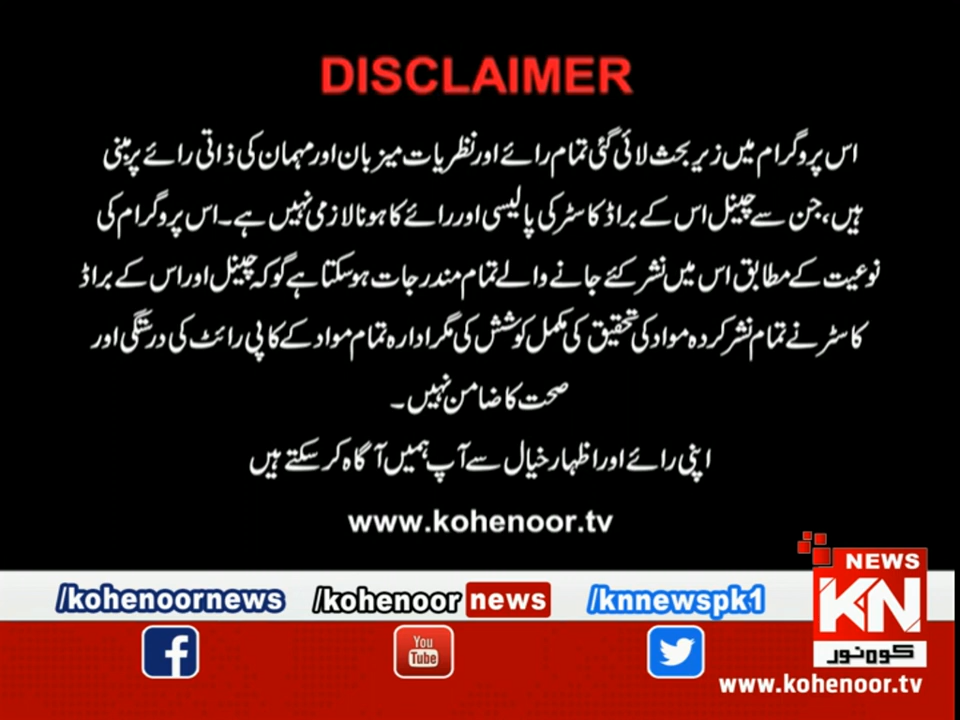 DISCLAIMER
اس پروگرام میں زیرِ بحث لائی گئی تمام رائے اور نظریات میزبان اور مہمان کی ذاتی رائے پر مبنی
ہیں، جن سے چینل اس کے براڈ کاسٹر کی پالیسی اور رائے کا ہونا لازمی نہیں ہے۔ اس پروگرام کی
نوعیت کے مطابق اس میں نشر کئے جانے والے تمام مندرجات ہو سکتا ہے گو کہ چینل اور اس کے براڈ
کاسٹر نے تمام نشر کردہ مواد کی تحقیق کی مکمل کوشش کی مگر ادارہ تمام مواد کے کاپی رائٹ کی درستگی اور
صحت کا ضامن نہیں۔
اپنی رائے اور اظہار خیال سے آپ ہمیں آگاہ کر سکتے ہیں
www.kohenoor.tv
/kohenoornews
/kohenoor news
/knnewspk1
NEWS
KN
کوہ نور
You
Tube
www.kohenoor.tv